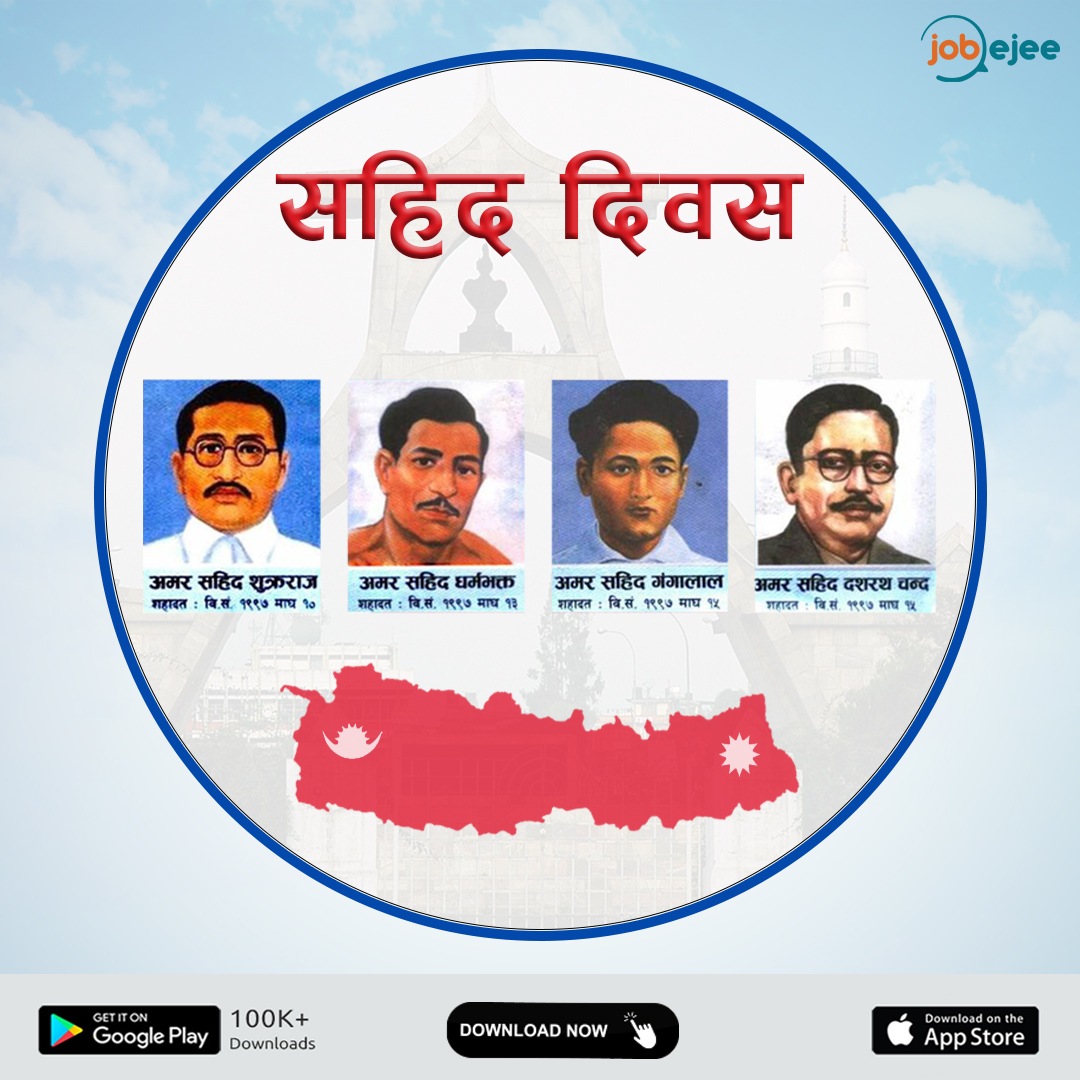 jobejee
सहिद दिवस
अमर सहिद शुक्रराज
शहादत : वि.सं. १९९७ माघ १०
अमर सहिद धर्मभक्त
शहादत : वि.सं. १९९७ माघ १३
अमर सहिद गंगालाल
शहादत : वि.सं. १९९७ माघ १५
अमर सहिद दशरथ चन्द
शहादत : वि.सं. १९९७ माघ १५
GET IT ON
Google Play
100K+
Downloads
DOWNLOAD NOW
Download on the
App Store